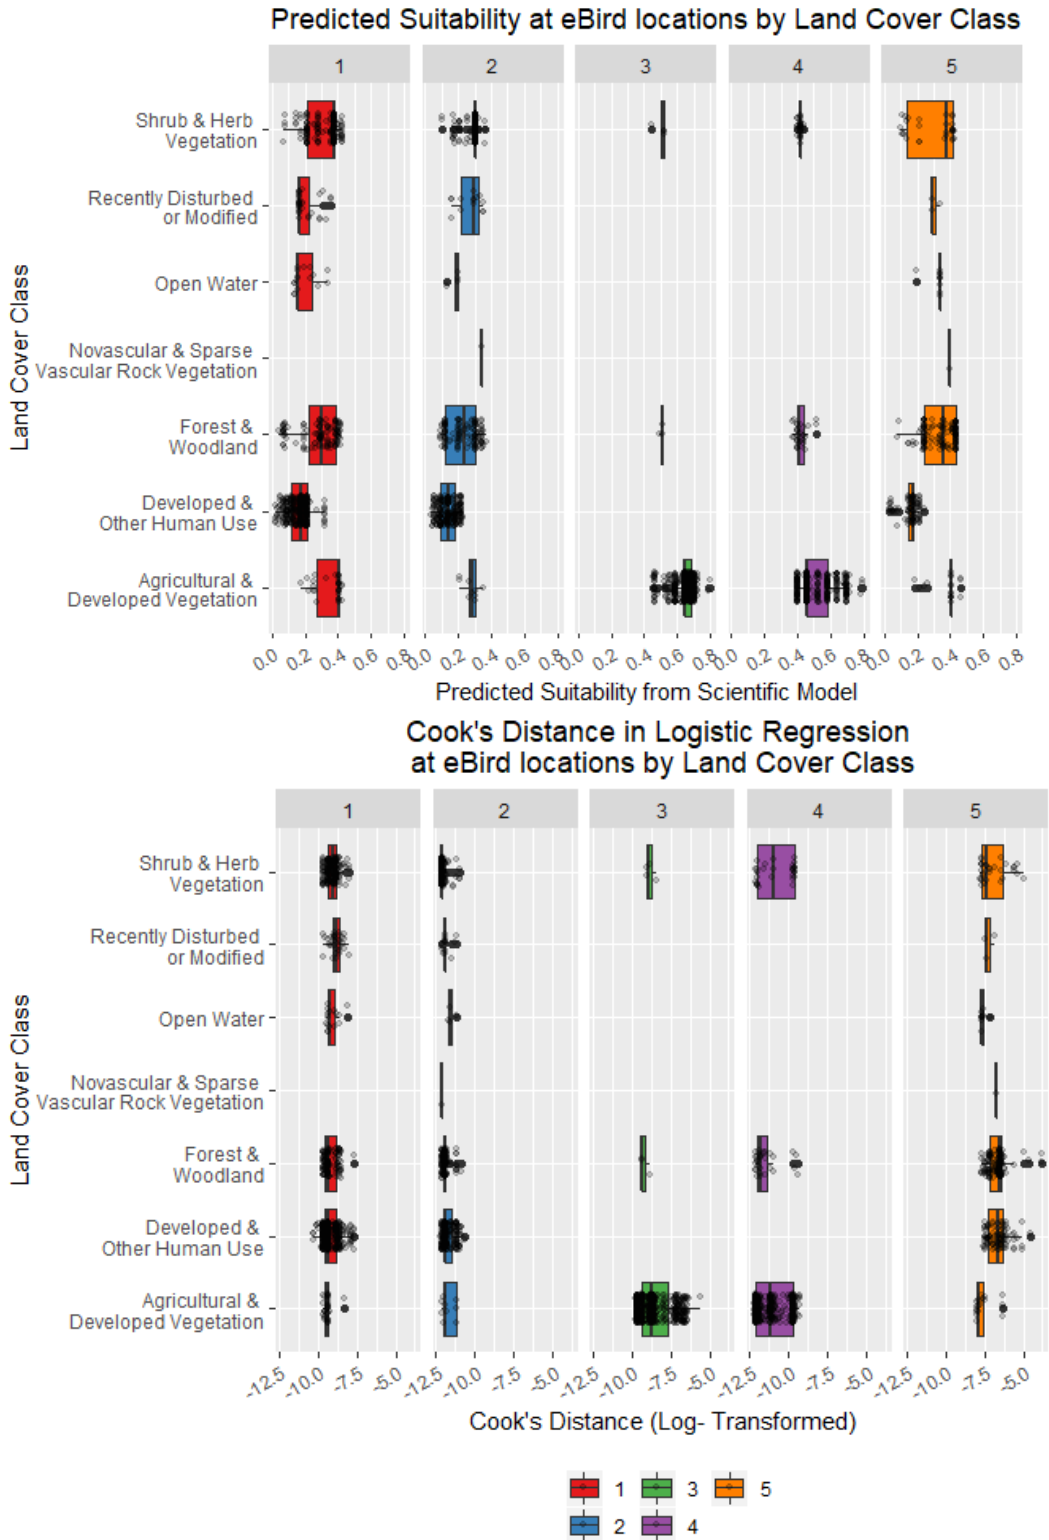 Predicted Suitability at eBird locations by Land Cover Class
1 2 3 4 5
Land Cover Class
Shrub & Herb
Vegetation
Recently Disturbed
or Modified
Open Water
Novascular & Sparse
Vascular Rock Vegetation
Forest &
Woodland
Developed &
Other Human Use
Agricultural &
Developed Vegetation
0.0 0.2 0.4 0.6 0.8 0.0 0.2 0.4 0.6 0.8 0.0 0.2 0.4 0.6 0.8 0.0 0.2 0.4 0.6 0.8 0.0 0.2 0.4 0.6 0.8
Predicted Suitability from Scientific Model
Cook's Distance in Logistic Regression
at eBird locations by Land Cover Class
1 2 3 4 5
Land Cover Class
Shrub & Herb
Vegetation
Recently Disturbed
or Modified
Open Water
Novascular & Sparse
Vascular Rock Vegetation
Forest &
Woodland
Developed &
Other Human Use
Agricultural &
Developed Vegetation
-12.5 -10.0 -7.5 -5.0 -12.5 -10.0 -7.5 -5.0 -12.5 -10.0 -7.5 -5.0 -12.5 -10.0 -7.5 -5.0 -12.5 -10.0 -7.5 -5.0
Cook's Distance (Log- Transformed)
1 3 5
2 4